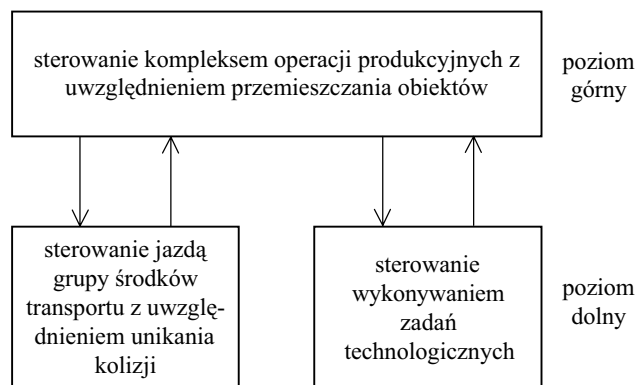 sterowanie kompleksem operacji produkcyjnych z
uwzględnieniem przemieszczania obiektów
poziom
górny
sterowanie jazdą
grupy środków
transportu z uwzglę-
dnieniem unikania
kolizji
sterowanie
wykonywaniem
zadań
technologicznych
poziom
dolny